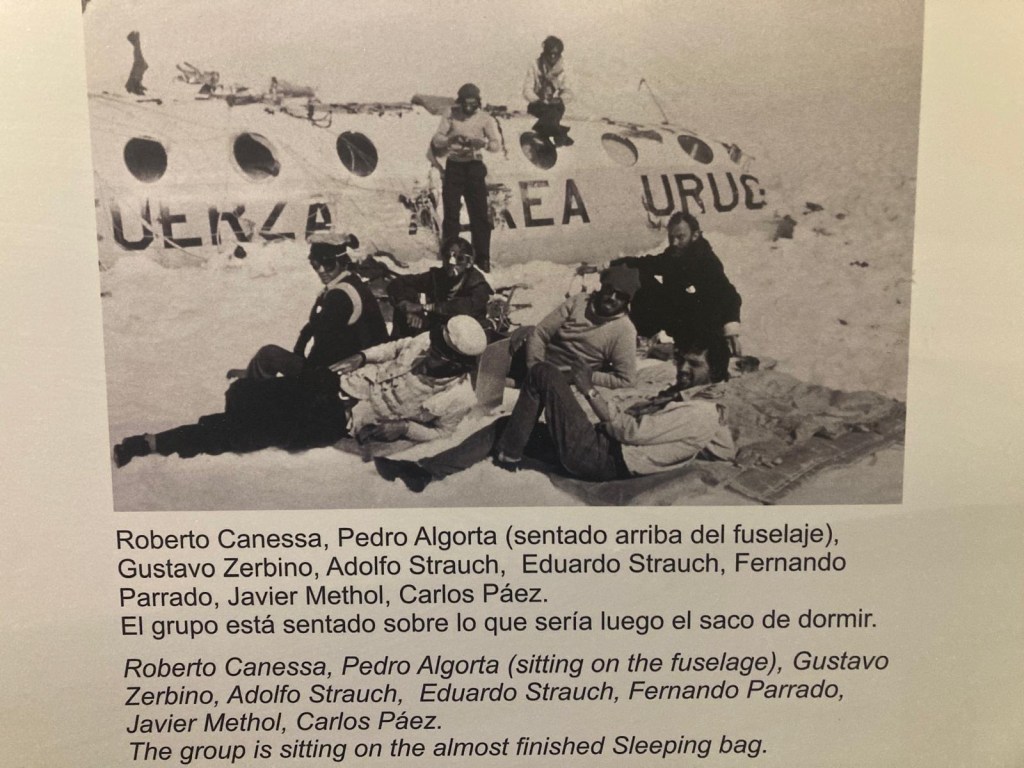 FUERZA AEREA URUG
Roberto Canessa, Pedro Algorta (sentado arriba del fuselaje),
Gustavo Zerbino, Adolfo Strauch, Eduardo Strauch, Fernando
Parrado, Javier Methol, Carlos Páez.
El grupo está sentado sobre lo que sería luego el saco de dormir.
Roberto Canessa, Pedro Algorta (sitting on the fuselage), Gustavo
Zerbino, Adolfo Strauch, Eduardo Strauch, Fernando Parrado,
Javier Methol, Carlos Páez.
The group is sitting on the almost finished Sleeping bag.